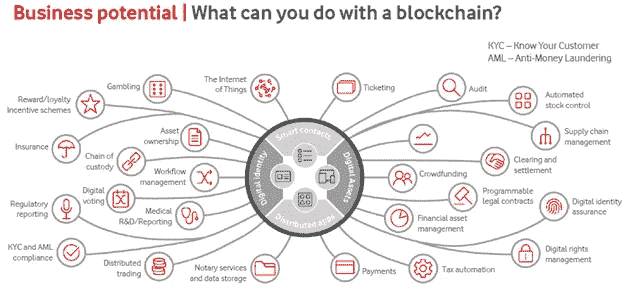 Business potential | What can you do with a blockchain?
KYC – Know Your Customer
AML – Anti-Money Laundering
Gambling
The Internet
of Things
Ticketing
Audit
Reward/loyalty
Incentive schemes
Automated
stock control
Insurance
Asset
ownership
Smart contacts
Supply chain
management
Chain of
custody
Clearing and
settlement
Workflow
management
Digital Identity
Digital Assets
Crowdfunding
Digital
voting
Programmable
legal contracts
Regulatory
reporting
Medical
R&D/Reporting
Digital identity
assurance
Distributed apps
Financial asset
management
KYC and AML
compliance
Distributed
trading
Notary services
and data storage
Payments
Tax automation
Digital rights
management